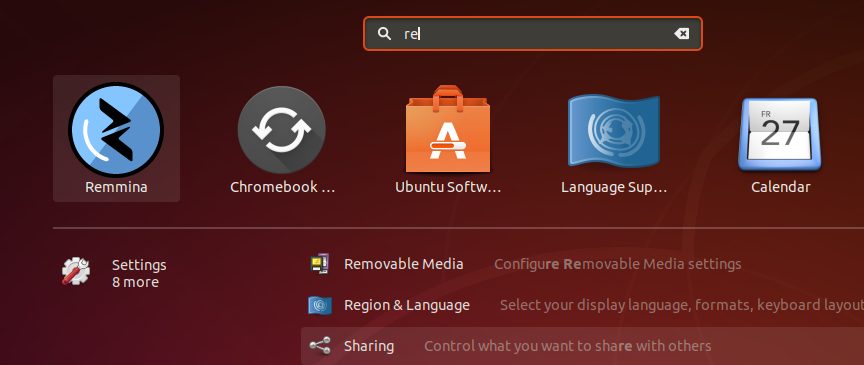 re
Remmina
Chromebook ...
Ubuntu Softw...
Language Sup...
FR
27
Calendar
Settings
8 more
Removable Media Configure Removable Media settings
Region & Language Select your display language, formats, keyboard layout
Sharing Control what you want to share with others